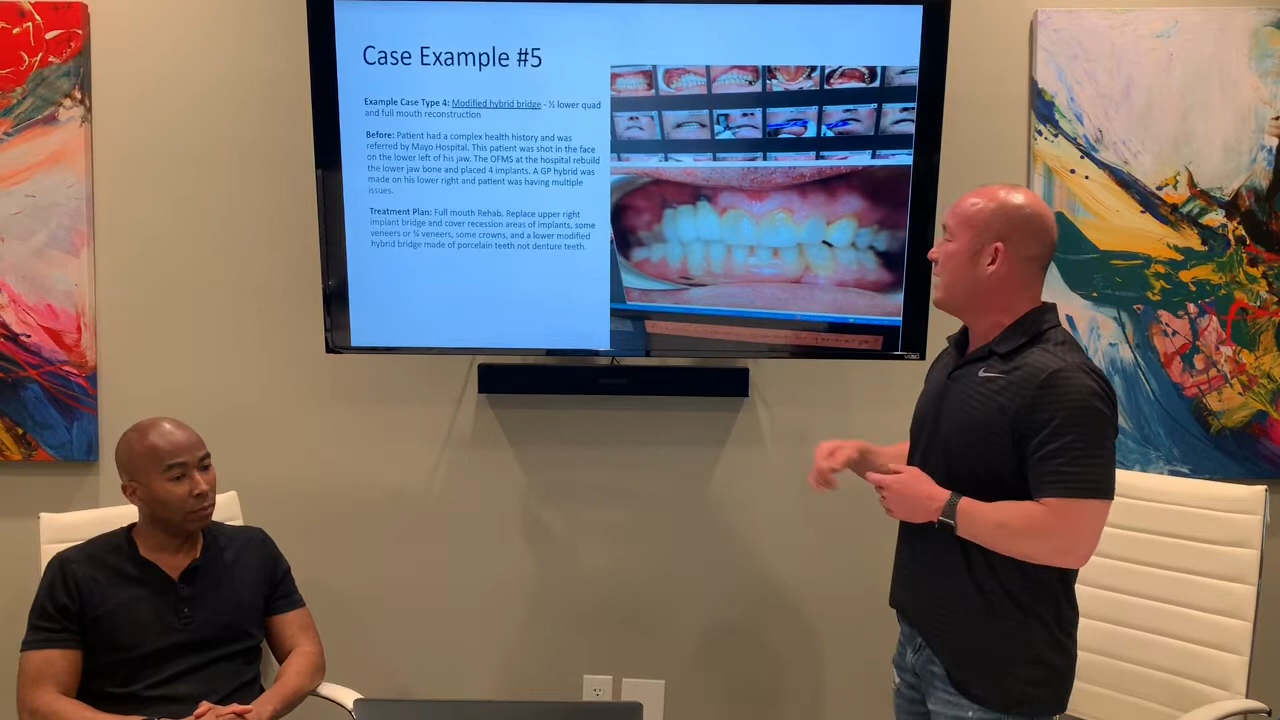 Case Example #5
Example Case Type 4: Modified hybrid bridge - ½ lower quad
and full mouth reconstruction
Before: Patient had a complex health history and was
referred by Mayo Hospital. This patient was shot in the face
on the lower left of his jaw. The OFMS at the hospital rebuild
the lower jaw bone and placed 4 implants. A GP hybrid was
made on his lower right and patient was having multiple
issues.
Treatment Plan: Full mouth Rehab. Replace upper right
implant bridge and cover recession areas of implants, some
veneers or ¾ veneers, some crowns, and a lower modified
hybrid bridge made of porcelain teeth not denture teeth.
VIZIO